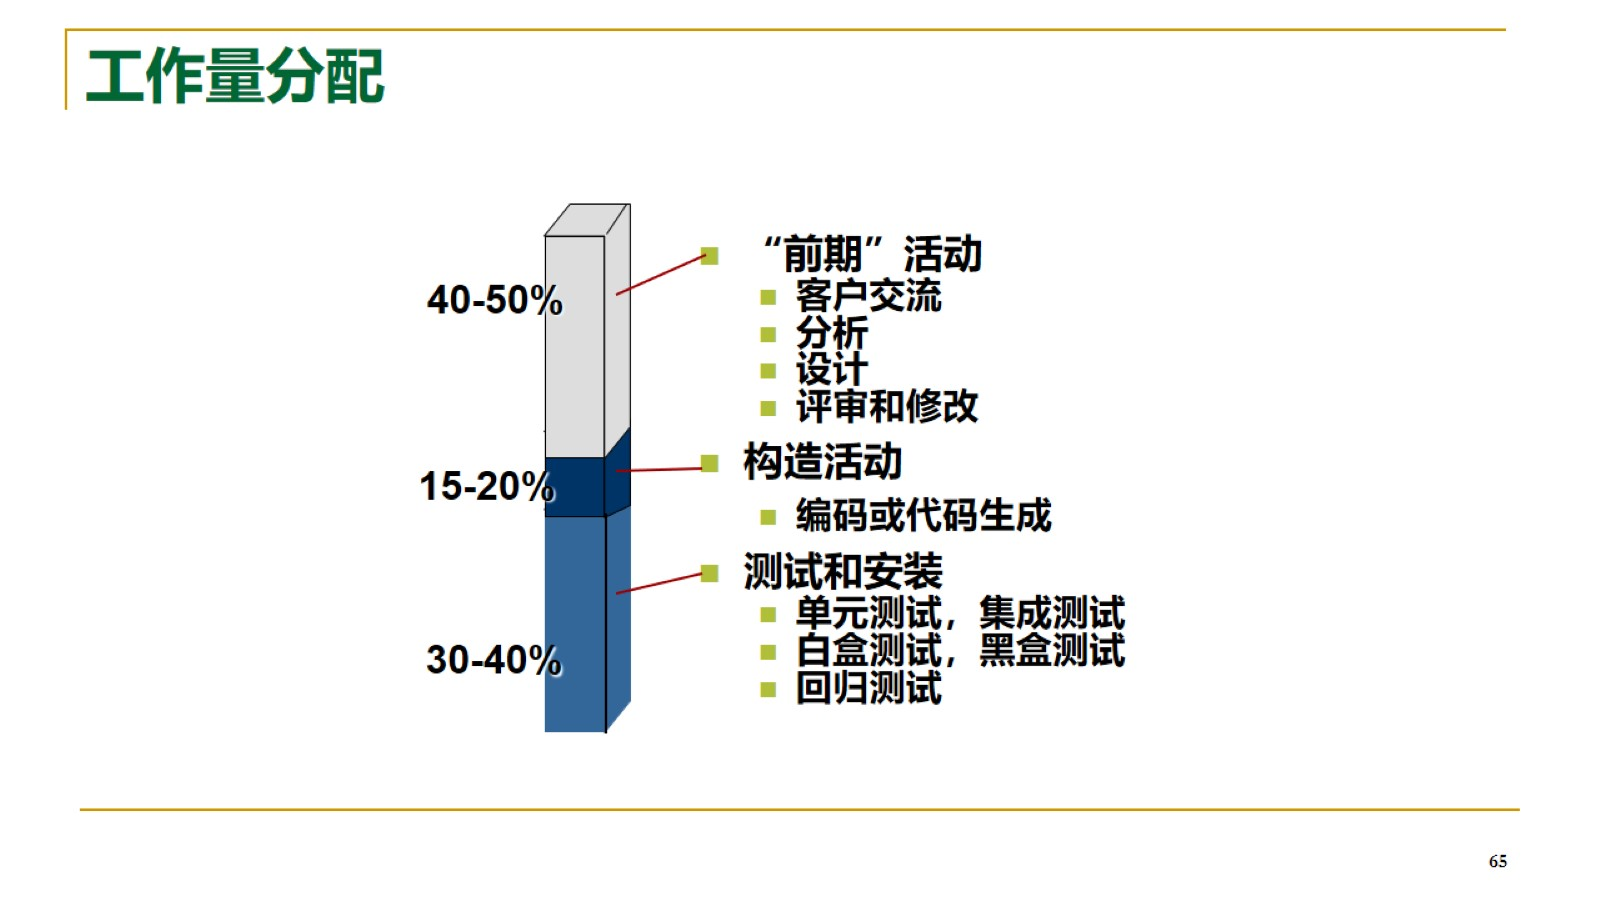 工作量分配
40-50%
“前期”活动
客户交流
分析
设计
评审和修改
15-20%
构造活动
编码或代码生成
30-40%
测试和安装
单元测试，集成测试
白盒测试，黑盒测试
回归测试
65